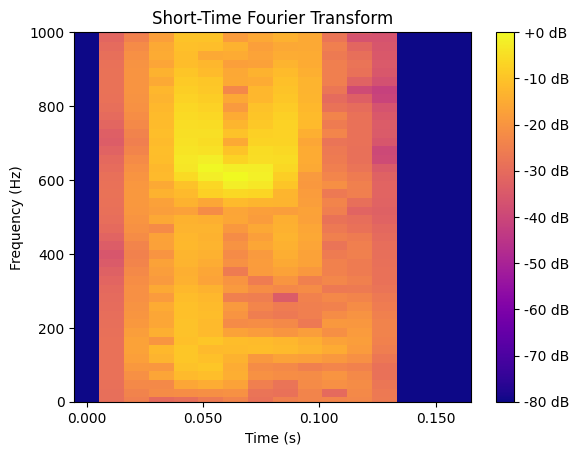 Short-Time Fourier Transform
1000
800
600
400
200
0
Frequency (Hz)
0.000
0.050
0.100
0.150
Time (s)
+0 dB
-10 dB
-20 dB
-30 dB
-40 dB
-50 dB
-60 dB
-70 dB
-80 dB